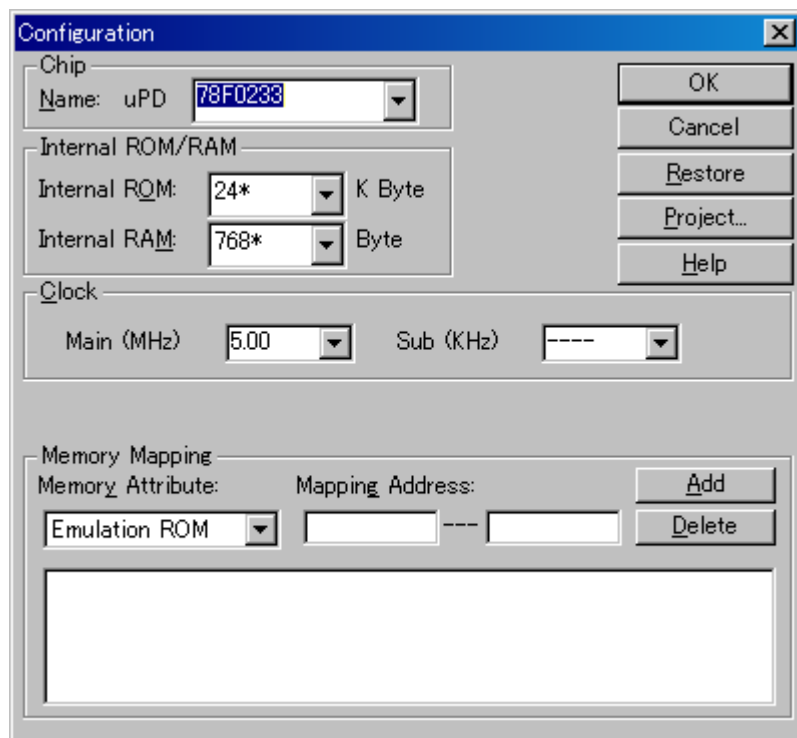 Configuration
Chip
Name: uPD 78F0233
OK
Cancel
Restore
Project...
Help
Internal ROM/RAM
Internal ROM: 24* K Byte
Internal RAM: 768* Byte
Clock
Main (MHz) 5.00 Sub (KHz) ----
Memory Mapping
Memory Attribute: Mapping Address:
Add
Emulation ROM ---
Delete